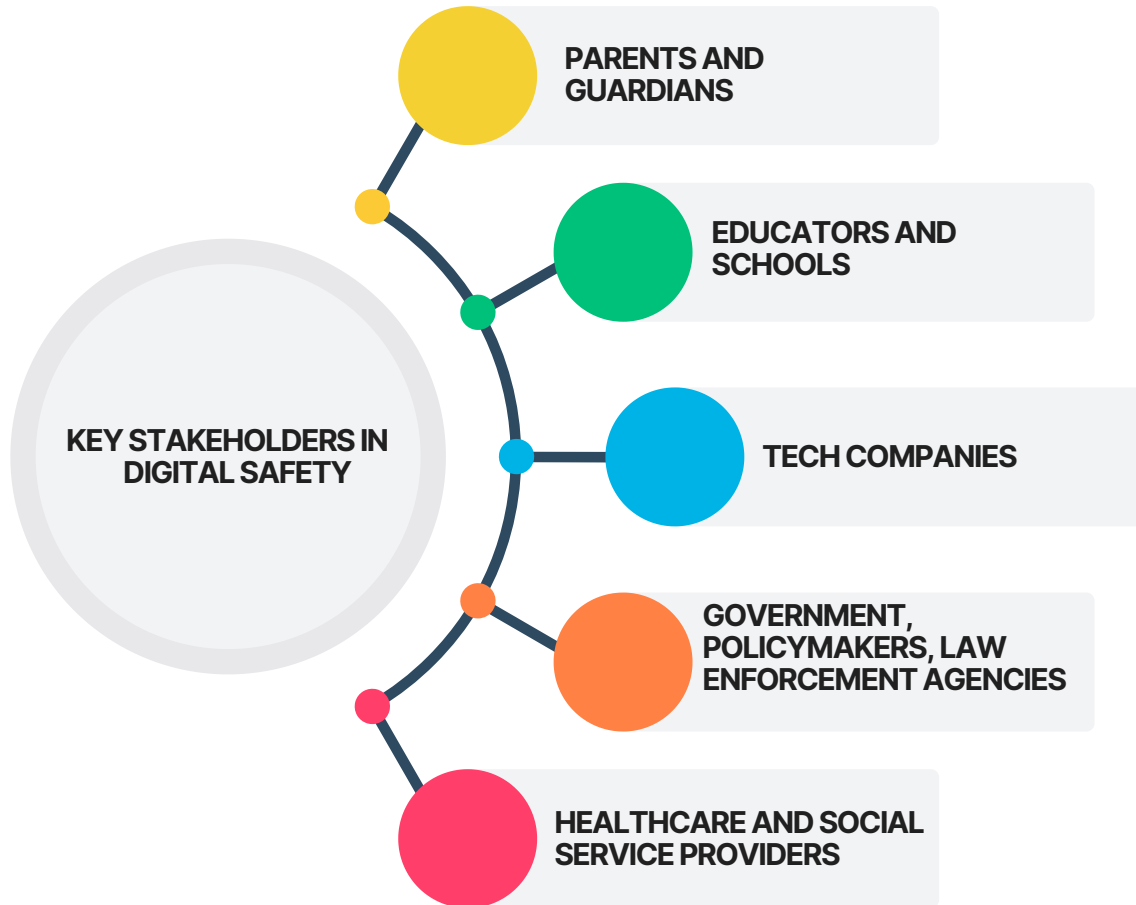 PARENTS AND
GUARDIANS
EDUCATORS AND
SCHOOLS
KEY STAKEHOLDERS IN
DIGITAL SAFETY
TECH COMPANIES
GOVERNMENT,
POLICYMAKERS, LAW
ENFORCEMENT AGENCIES
HEALTHCARE AND SOCIAL
SERVICE PROVIDERS